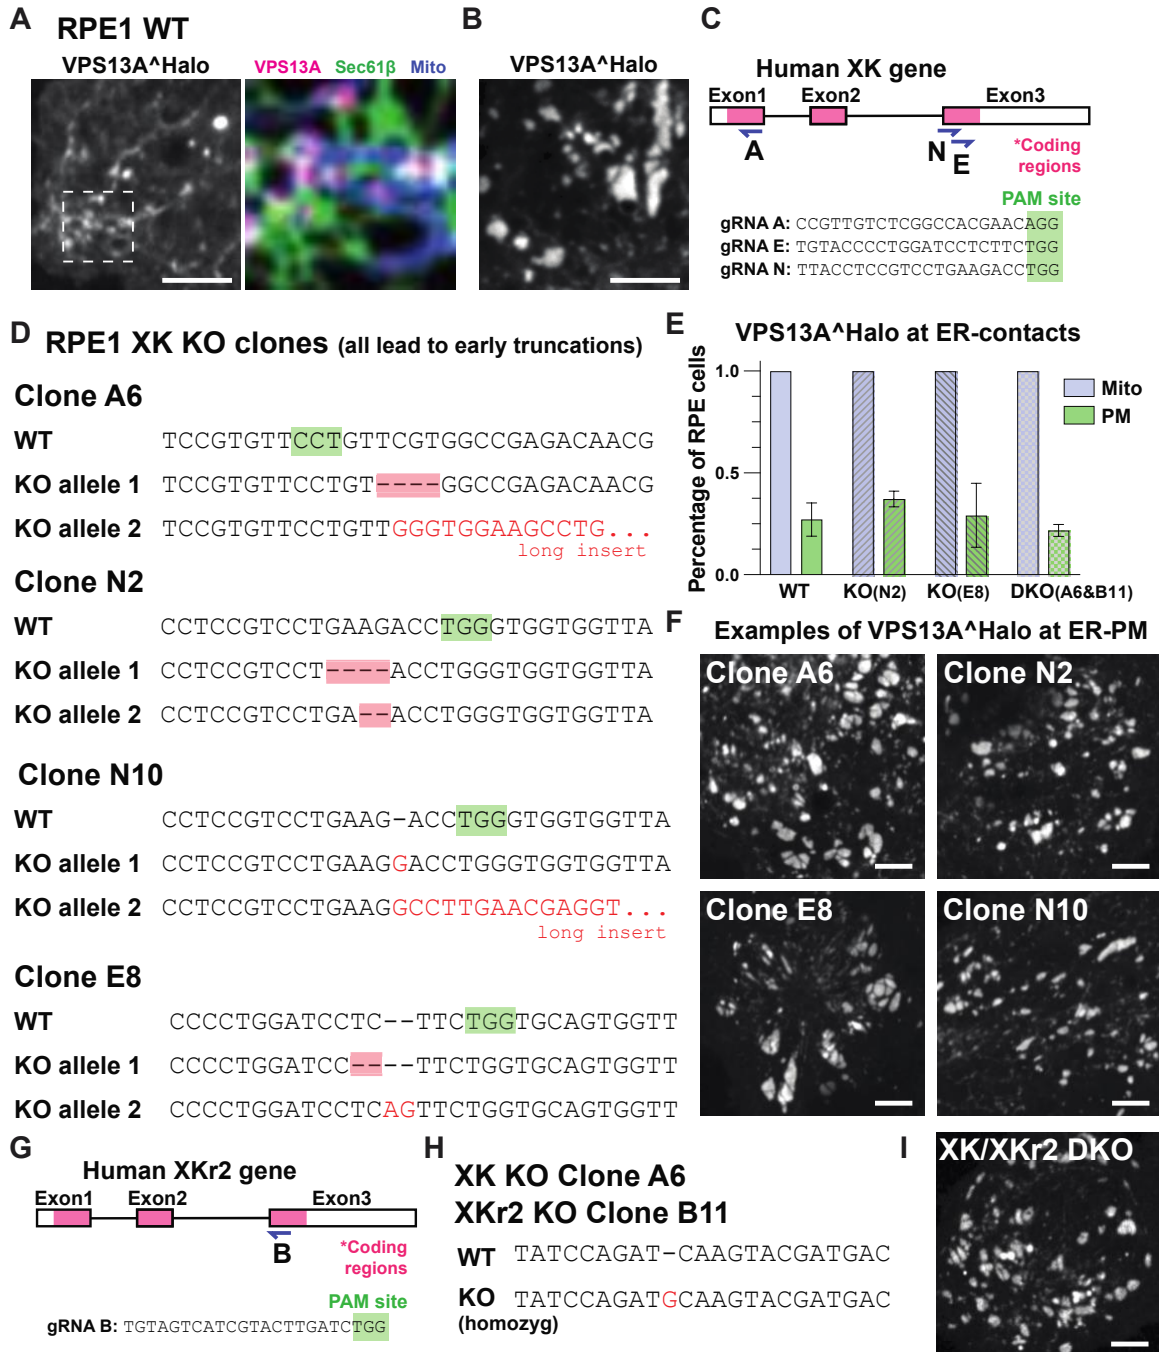 A
RPE1 WT
VPS13A^Halo
VPS13A Sec61β Mito
B
VPS13A^Halo
C
Human XK gene
Exon1 Exon2 Exon3
A
N
E
*Coding
regions
PAM site
gRNA A: CCGTTGTCTCGGCCACGAACAGG
gRNA E: TGTACCCCTGGATCCTCTTCTGG
gRNA N: TTACCTCCGTCCTGAAGACCTGG
D
RPE1 XK KO clones (all lead to early truncations)
Clone A6
WT TCCGTGTTCCTGTTCGTGGCCGAGACAACG
KO allele 1 TCCGTGTTCCTGT----GGCCGAGACAACG
KO allele 2 TCCGTGTTCCTGTTGGGTGGAAGCCTG...
long insert
Clone N2
WT CCTCCGTCCTGAAGACCTGGGTGGTGGTTA
KO allele 1 CCTCCGTCCT----ACCTGGGTGGTGGTTA
KO allele 2 CCTCCGTCCTGA--ACCTGGGTGGTGGTTA
Clone N10
WT CCTCCGTCCTGAAG-ACCTGGGTGGTGGTTA
KO allele 1 CCTCCGTCCTGAAGGACCTGGGTGGTGGTTA
KO allele 2 CCTCCGTCCTGAAGGCCTTGAACGAGGT...
long insert
Clone E8
WT CCCCTGGATCCTC--TTCTGGTGCAGTGGTT
KO allele 1 CCCCTGGATCC----TTCTGGTGCAGTGGTT
KO allele 2 CCCCTGGATCCTCAGTTCTGGTGCAGTGGTT
E
VPS13A^Halo at ER-contacts
Percentage of RPE cells
1.0
0.5
0.0
Mito
PM
WT KO(N2) KO(E8) DKO(A6&B11)
F
Examples of VPS13A^Halo at ER-PM
Clone A6
Clone N2
Clone E8
Clone N10
G
Human XKr2 gene
Exon1 Exon2 Exon3
B
*Coding
regions
PAM site
gRNA B: TGTAGTCATCGTACTTGATCTGG
H
XK KO Clone A6
XKr2 KO Clone B11
WT TATCCAGAT-CAAGTACGATGAC
KO TATCCAGATGCAAGTACGATGAC
(homozyg)
I
XK/XKr2 DKO